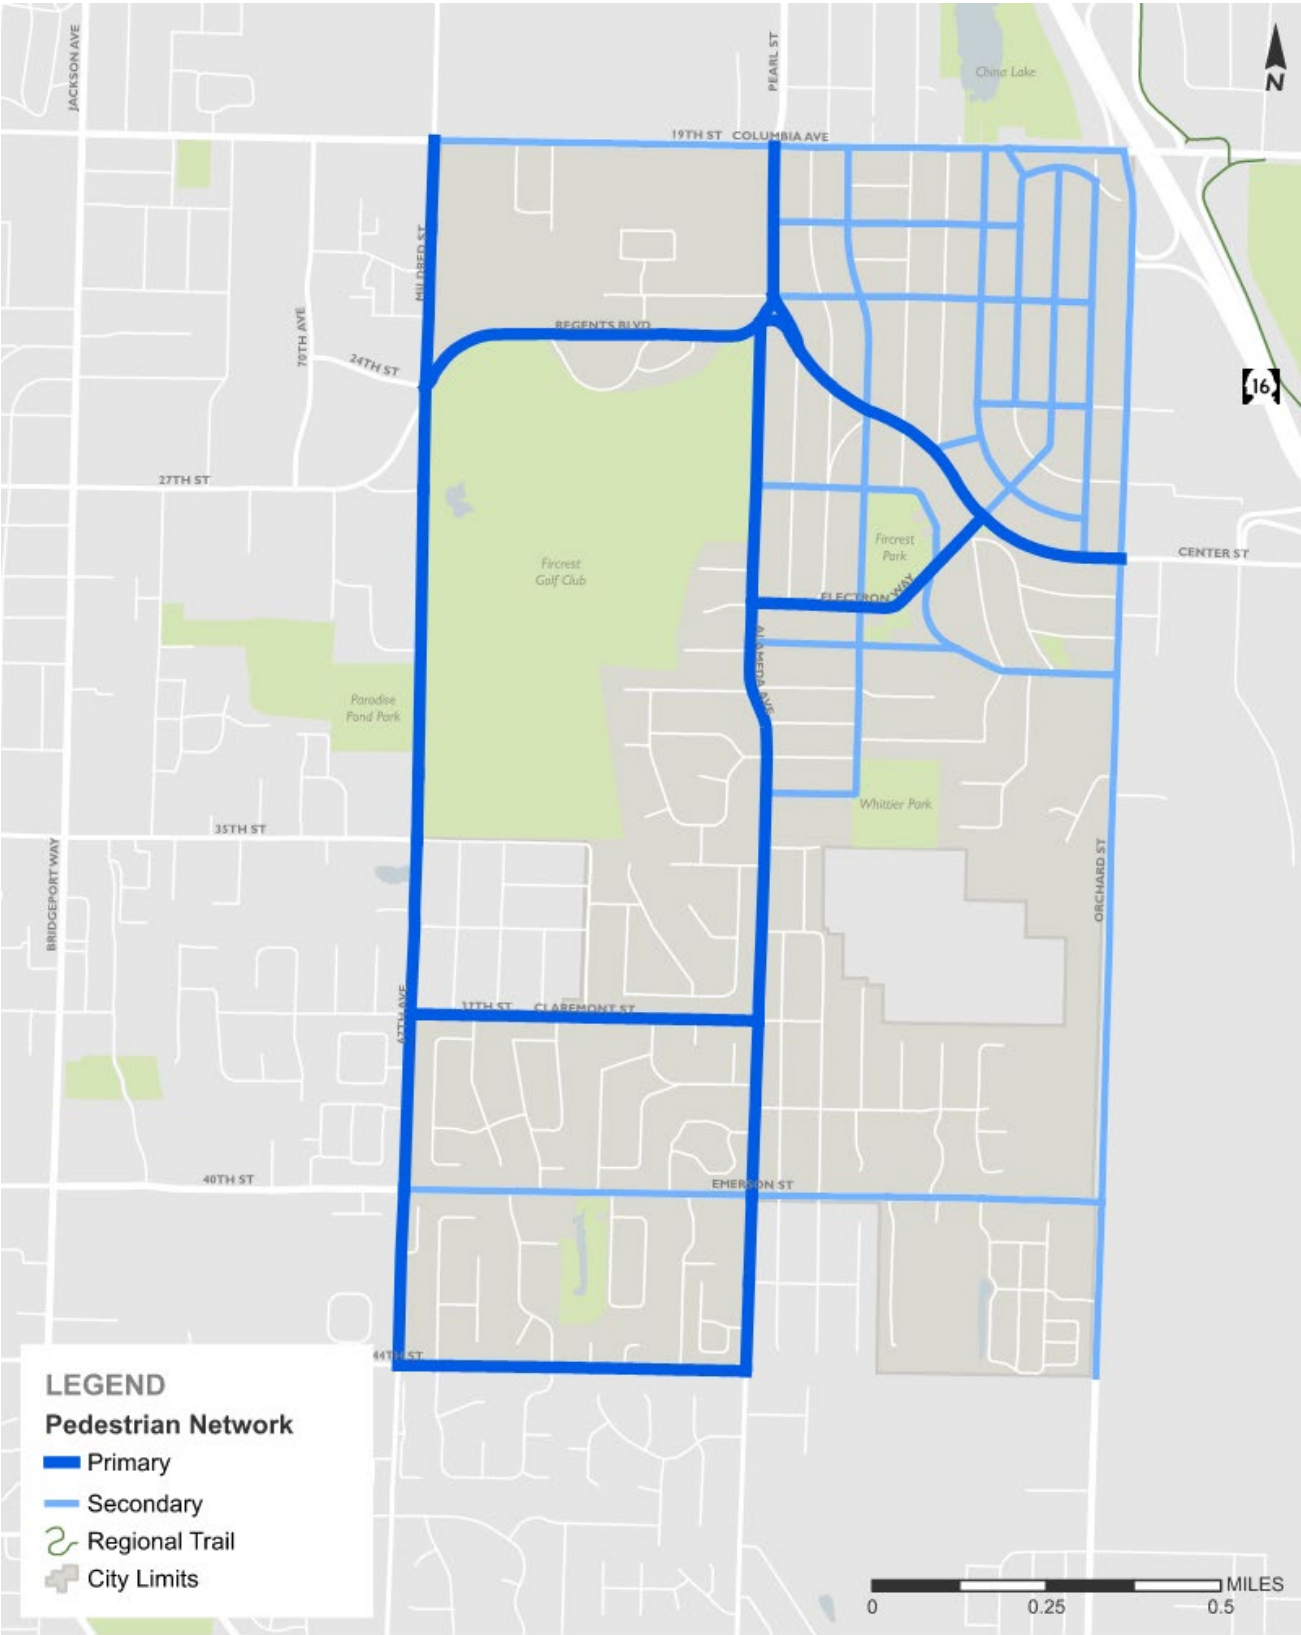 JACKSON AVE
PEARL ST
China Lake
N
19TH ST COLUMBIA AVE
MILDRED ST
REGENTS BLVD
70TH AVE
24TH ST
16
27TH ST
Fircrest
Park
Fircrest
Golf Club
CENTER ST
ELECTRON WAY
ALAMEDA AVE
Paradise
Pond Park
Whittier Park
35TH ST
BRIDGEPORT WAY
ORCHARD ST
67TH AVE
37TH ST CLAREMONT ST
40TH ST
EMERSON ST
44TH ST
LEGEND
Pedestrian Network
Primary
Secondary
Regional Trail
City Limits
MILES
0 0.25 0.5